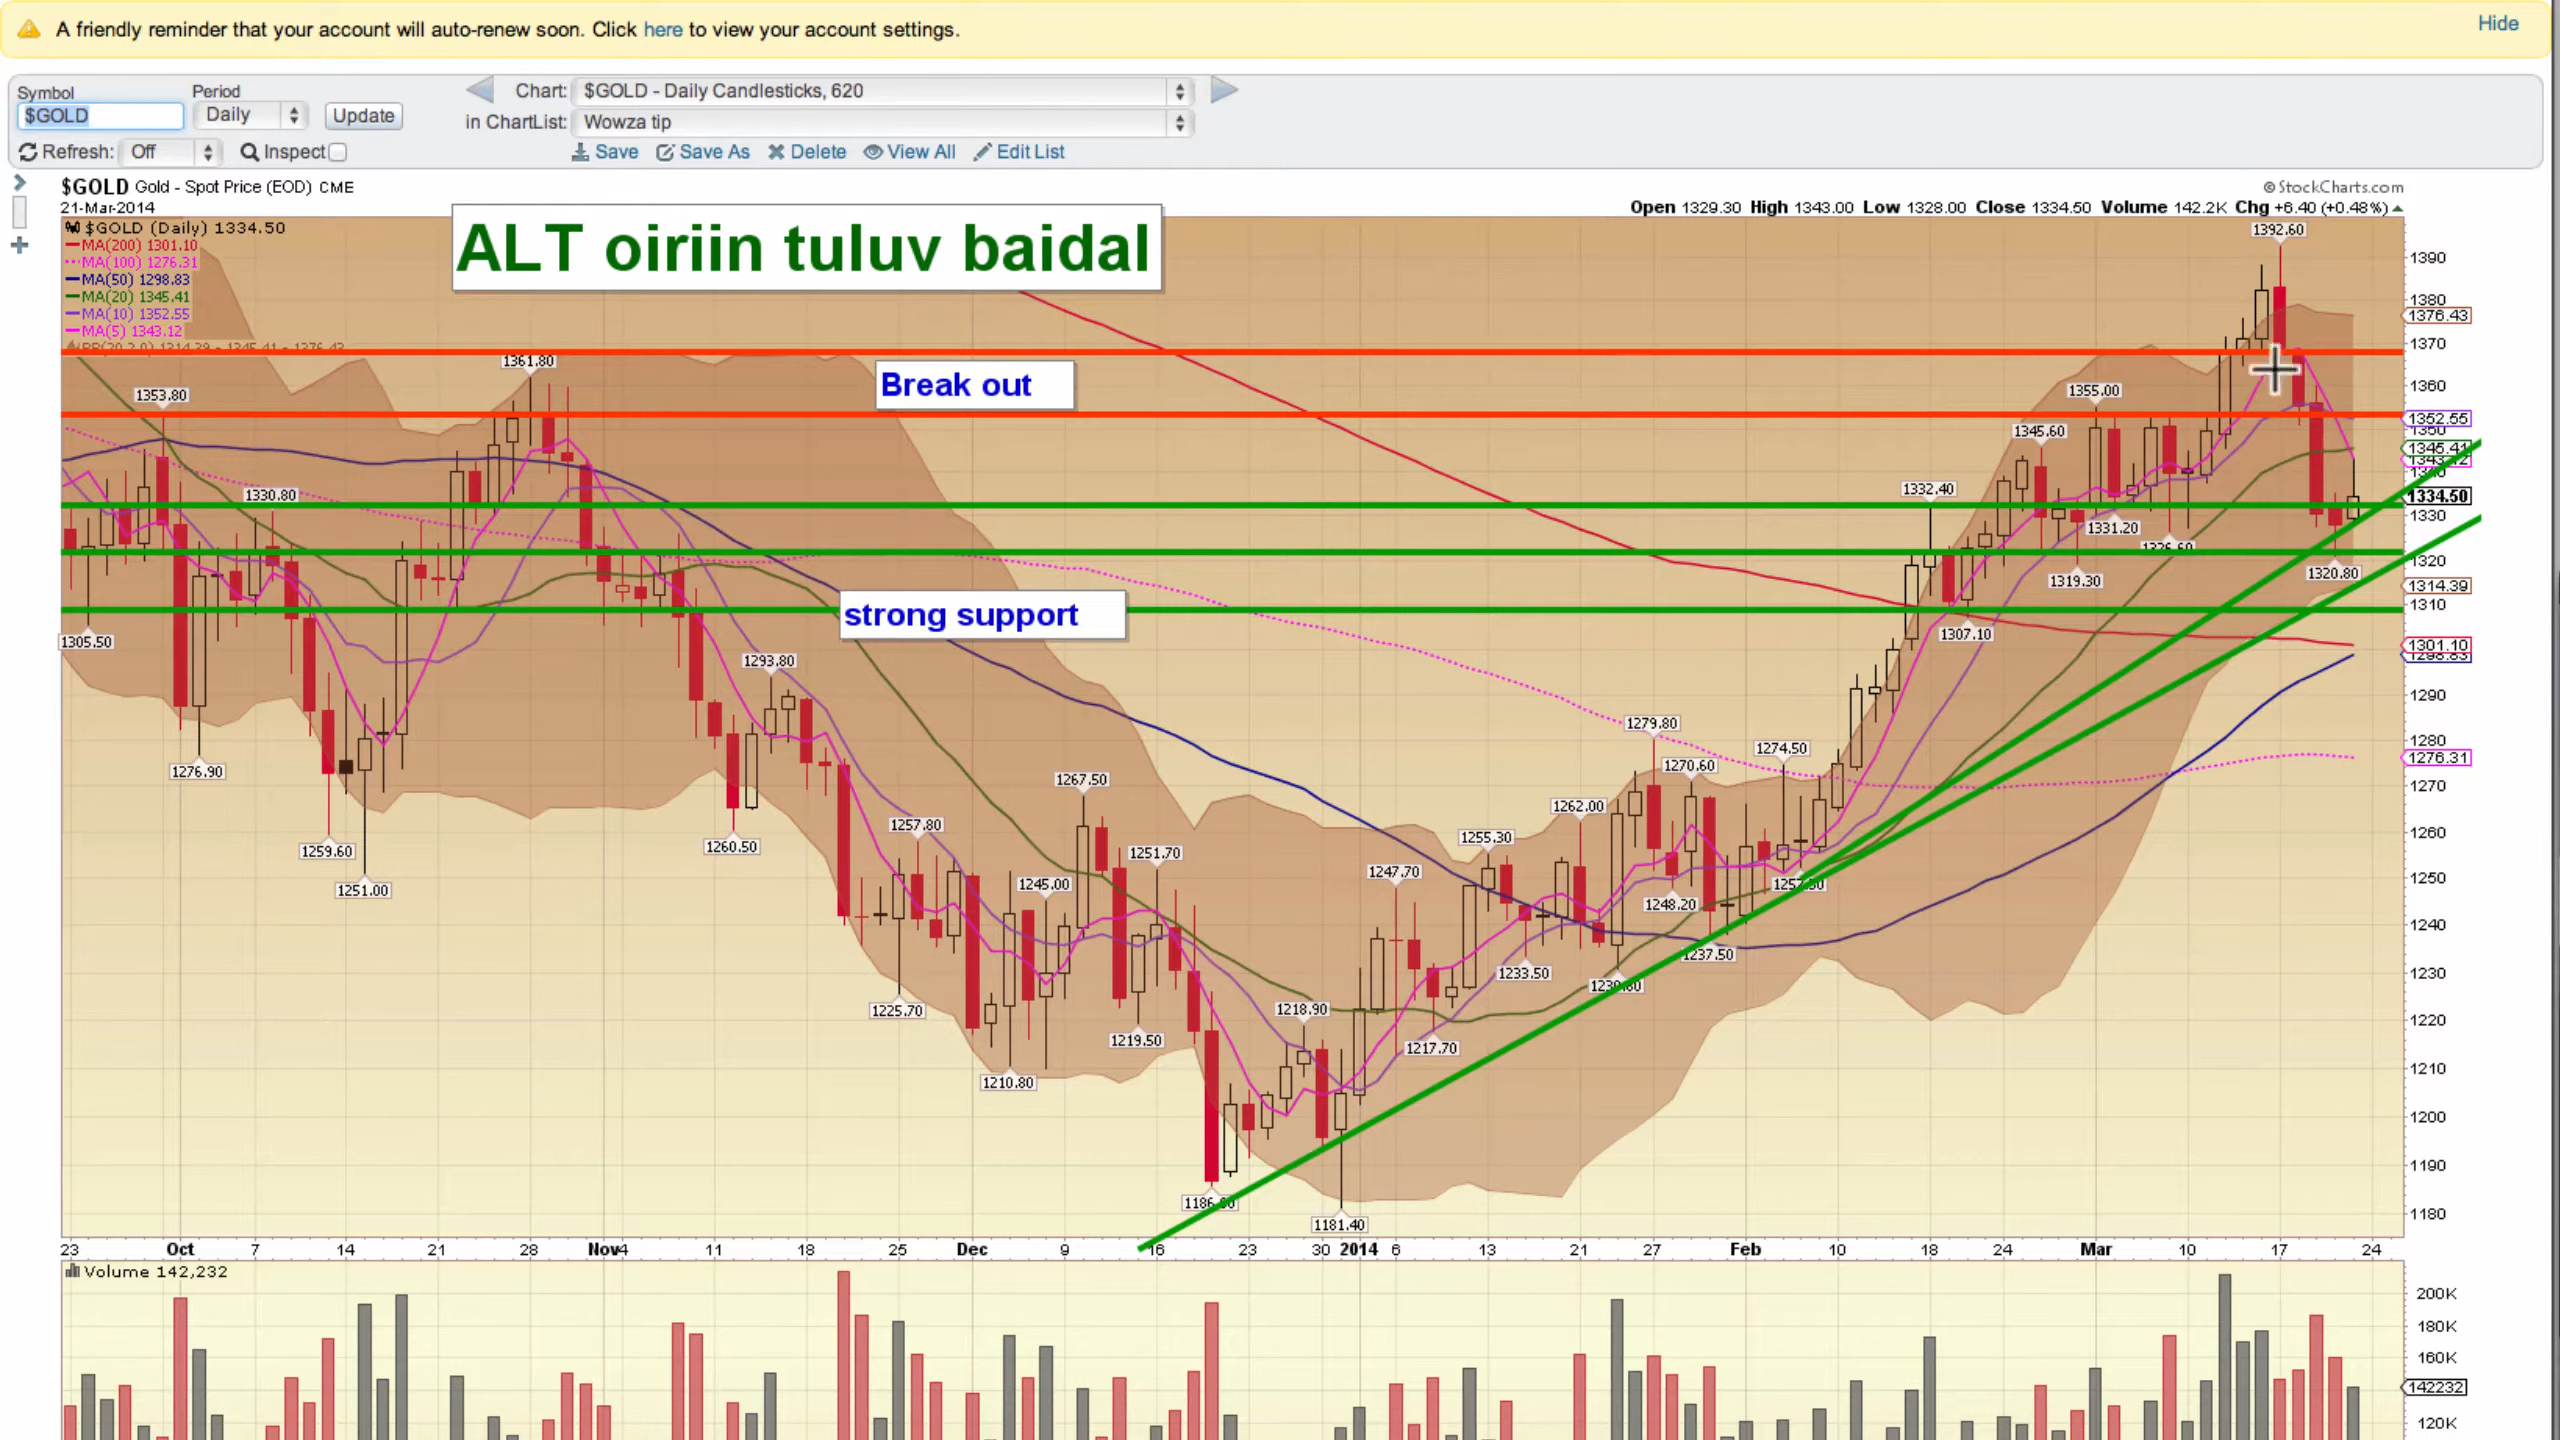 A friendly reminder that your account will auto-renew soon. Click here to view your account settings.
Hide
Symbol Period
$GOLD Daily Update
Chart: $GOLD - Daily Candlesticks, 620
in ChartList: Wowza tip
Refresh: Off Inspect
Save Save As Delete View All Edit List
$GOLD Gold - Spot Price (EOD) CME
© StockCharts.com
21-Mar-2014
Open 1329.30 High 1343.00 Low 1328.00 Close 1334.50 Volume 142.2K Chg +6.40 (+0.48%)
$GOLD (Daily) 1334.50
MA(200) 1301.10
MA(100) 1276.31
MA(50) 1298.83
MA(20) 1345.41
MA(10) 1352.55
MA(5) 1343.12
ALT oiriin tuluv baidal
Break out
strong support
1392.60
1361.80
1353.80
1355.00
1345.60
1330.80
1332.40
1331.20
1320.80
1319.30
1305.50
1307.10
1293.80
1279.80
1274.50
1276.90
1270.60
1267.50
1262.00
1257.80
1255.30
1260.50
1259.60
1251.70
1251.00
1245.00
1247.70
1248.20
1237.50
1233.50
1225.70
1219.50
1218.90
1217.70
1210.80
1181.40
1390
1380
1376.43
1370
1360
1352.55
1350
1345.41
1334.50
1330
1320
1314.39
1310
1301.10
1290
1280
1276.31
1270
1260
1250
1240
1230
1220
1210
1200
1190
1180
23 Oct 7 14 21 28 Nov4 11 18 25 Dec 9 16 23 30 2014 6 13 21 27 Feb 10 18 24 Mar 10 17 24
Volume 142,232
200K
180K
160K
142232
120K